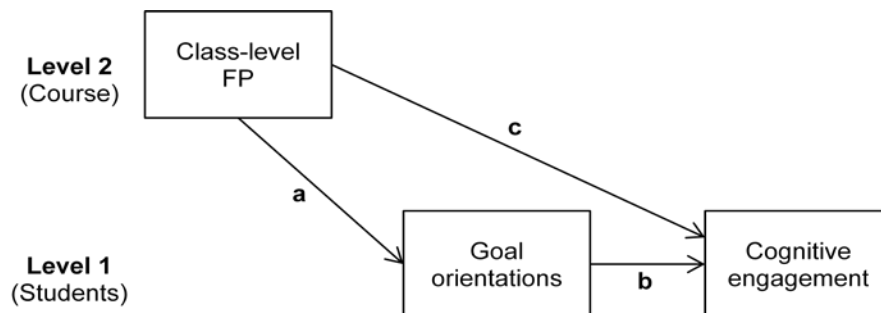 Class-level
FP
Level 2
(Course)
c
a
Goal
orientations
Cognitive
engagement
b
Level 1
(Students)